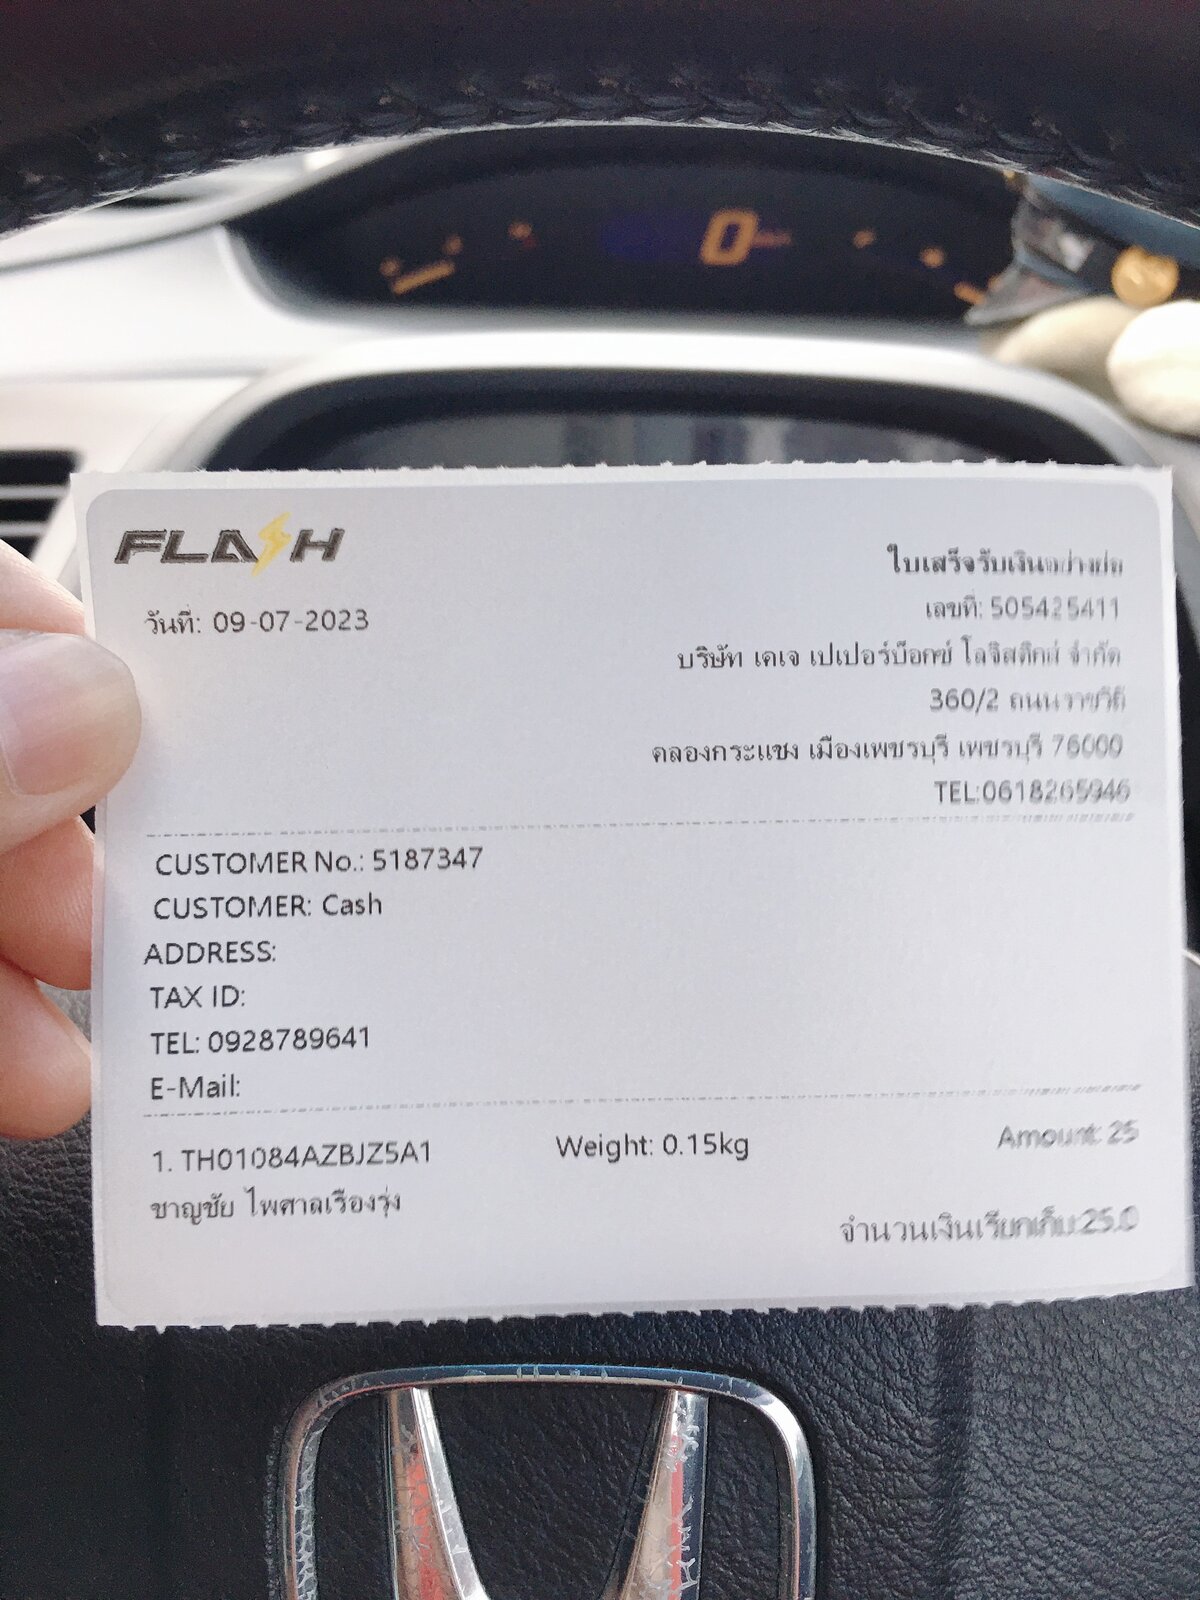 FLASH
ใบเสร็จรับเงินอย่างย่อ
วันที่: 09-07-2023
เลขที่: 505425411
บริษัท เคเจ เปเปอร์บ็อกซ์ โลจิสติกส์ จำกัด
360/2 ถนนราชวิถี
คลองกระแชง เมืองเพชรบุรี เพชรบุรี 76000
TEL:0618265946
CUSTOMER No.: 5187347
CUSTOMER: Cash
ADDRESS:
TAX ID:
TEL: 0928789641
E-Mail:
1. TH01084AZBJZ5A1 Weight: 0.15kg Amount: 25
ชาญชัย ไพศาลเรืองรุ่ง
จำนวนเงินเรียกเก็บ:25.0
0